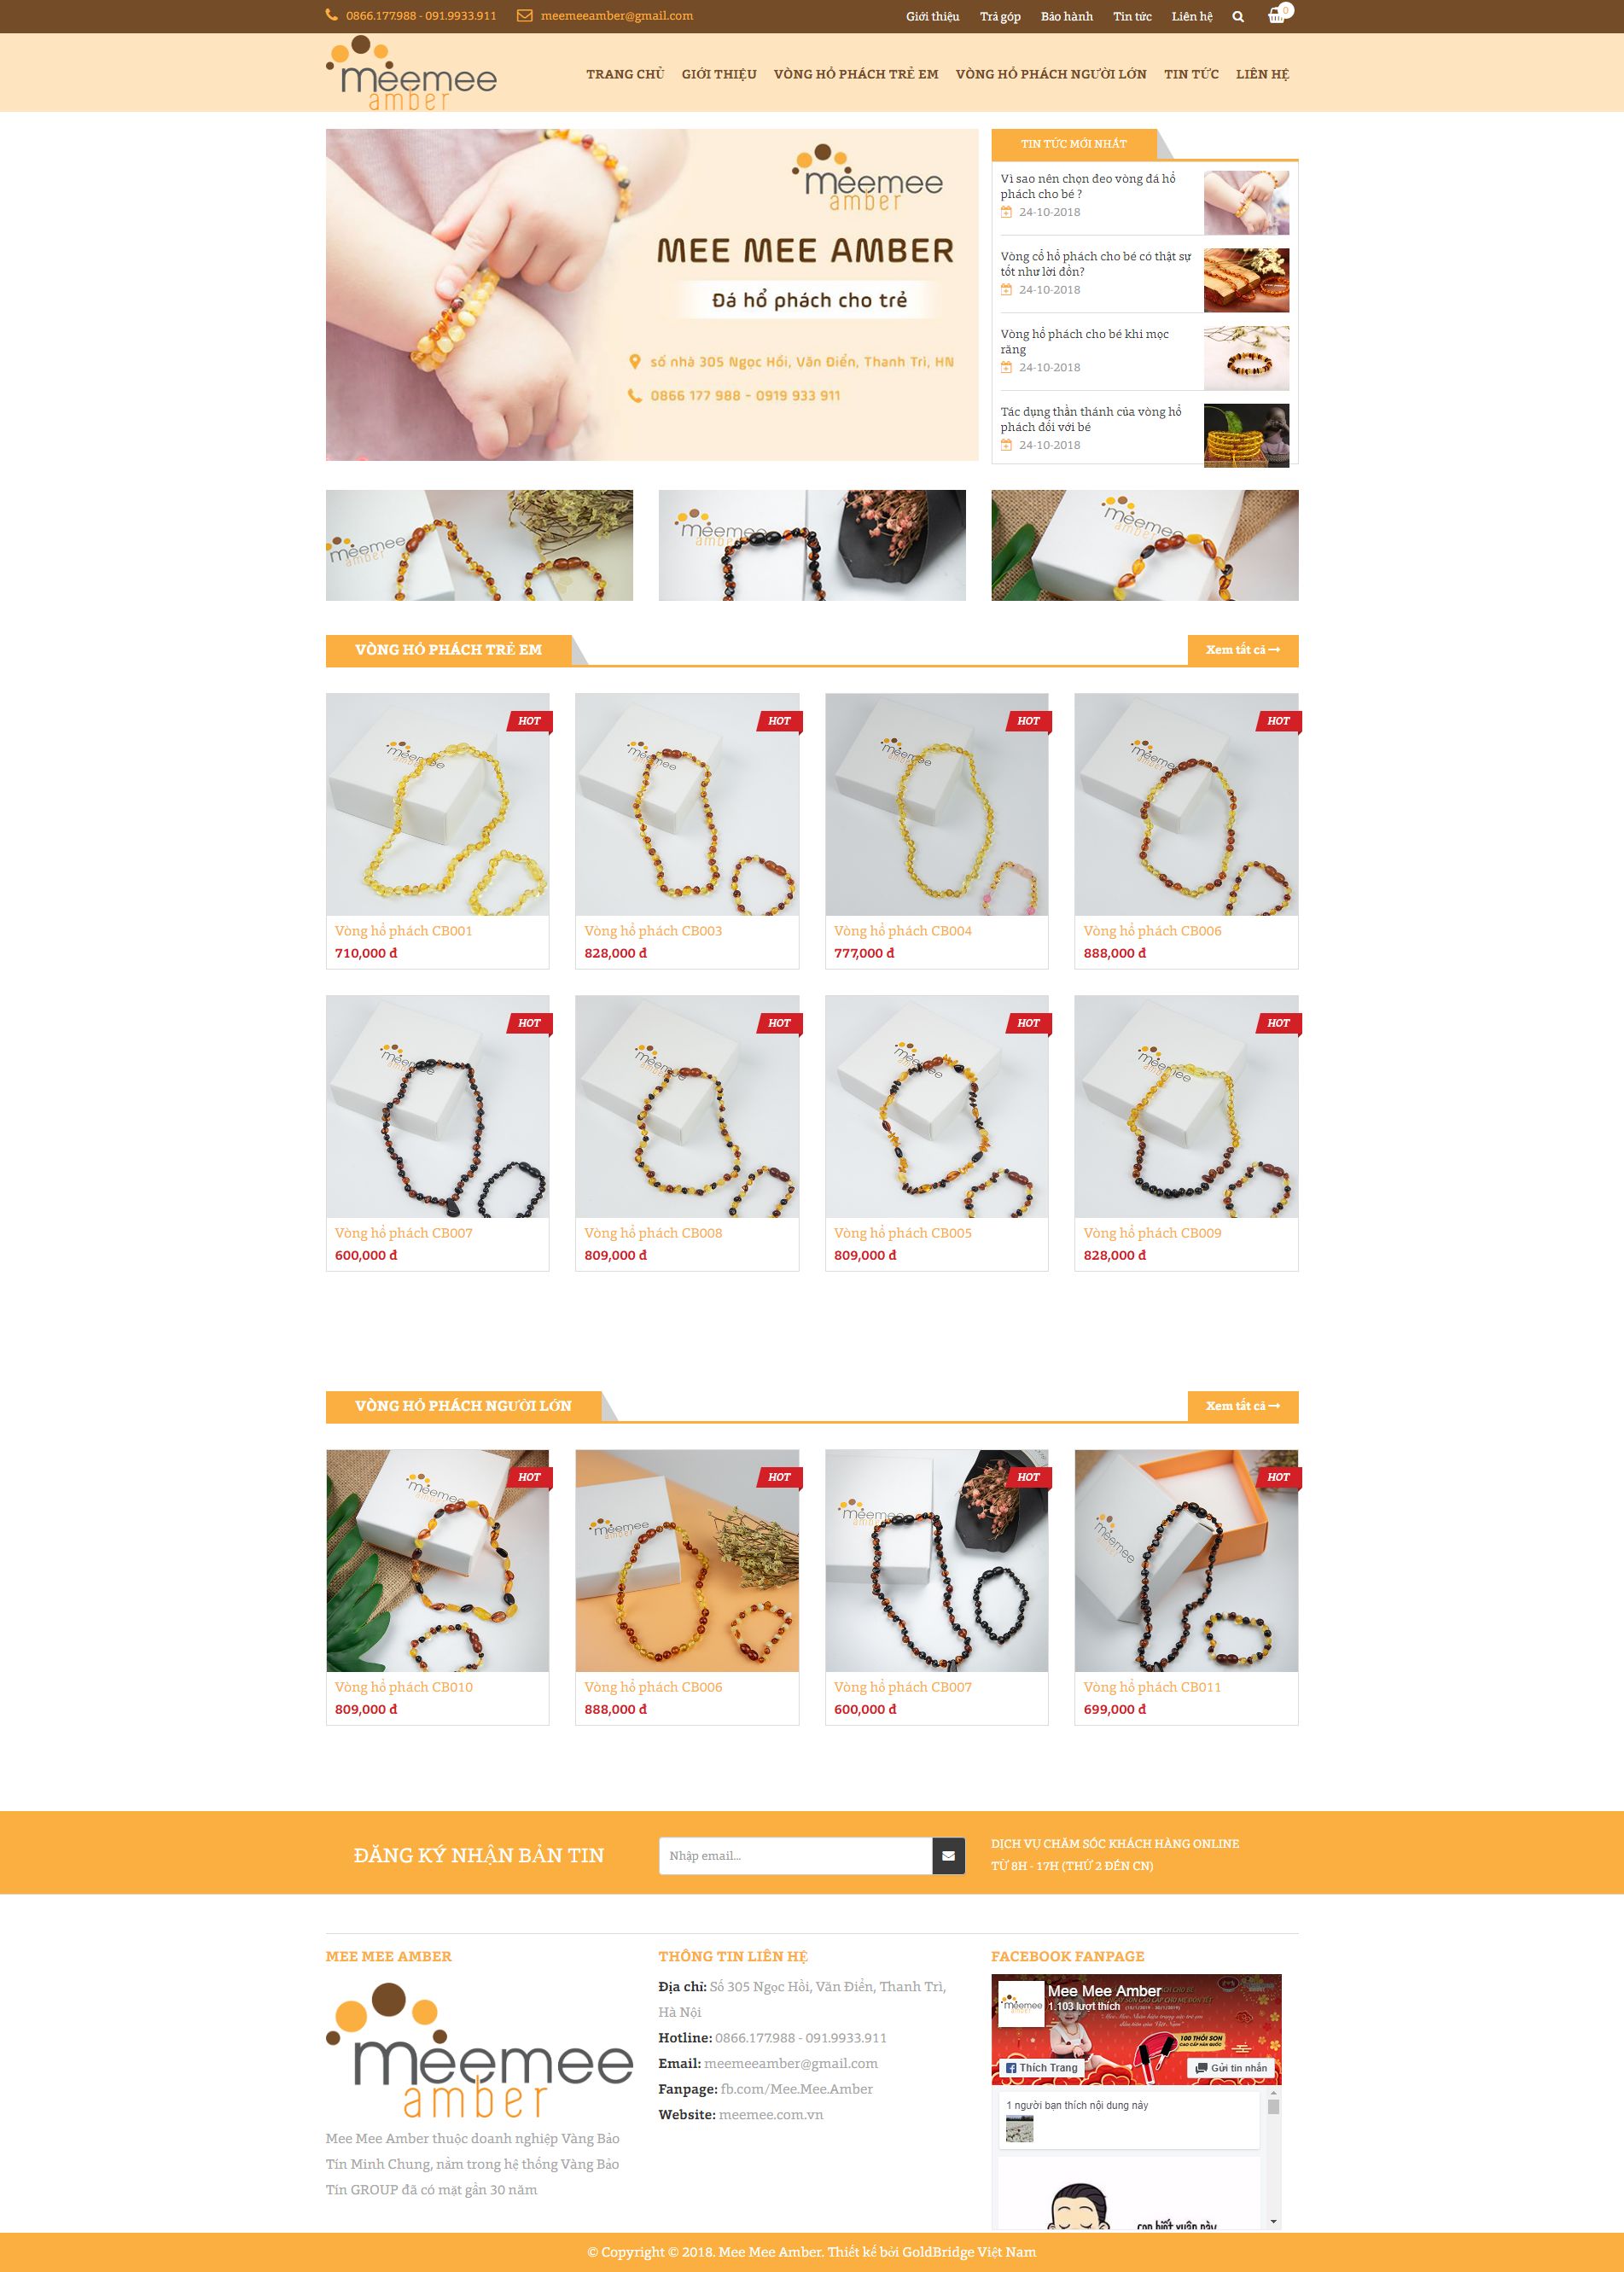 0866.177.988 - 091.9933.911
meemeeamber@gmail.com
Giới thiệu
Trả góp
Bảo hành
Tin tức
Liên hệ
0
meemee
amber
TRANG CHỦ
GIỚI THIỆU
VÒNG HỔ PHÁCH TRẺ EM
VÒNG HỔ PHÁCH NGƯỜI LỚN
TIN TỨC
LIÊN HỆ
meemee
amber
MEE MEE AMBER
Đá hổ phách cho trẻ
số nhà 305 Ngọc Hồi, Văn Điển, Thanh Trì, HN
0866 177 988 - 0919 933 911
TIN TỨC MỚI NHẤT
Vì sao nên chọn đeo vòng đá hổ
phách cho bé ?
24-10-2018
Vòng cổ hổ phách cho bé có thật sự
tốt như lời đồn?
24-10-2018
Vòng hổ phách cho bé khi mọc
răng
24-10-2018
Tác dụng thần thánh của vòng hổ
phách đối với bé
24-10-2018
meemee
amber
meemee
amber
meemee
amber
VÒNG HỔ PHÁCH TRẺ EM
Xem tất cả
HOT
HOT
HOT
HOT
Vòng hổ phách CB001
710,000 đ
Vòng hổ phách CB003
828,000 đ
Vòng hổ phách CB004
777,000 đ
Vòng hổ phách CB006
888,000 đ
HOT
HOT
HOT
HOT
Vòng hổ phách CB007
600,000 đ
Vòng hổ phách CB008
809,000 đ
Vòng hổ phách CB005
809,000 đ
Vòng hổ phách CB009
828,000 đ
VÒNG HỔ PHÁCH NGƯỜI LỚN
Xem tất cả
HOT
HOT
HOT
HOT
Vòng hổ phách CB010
809,000 đ
Vòng hổ phách CB006
888,000 đ
Vòng hổ phách CB007
600,000 đ
Vòng hổ phách CB011
699,000 đ
ĐĂNG KÝ NHẬN BẢN TIN
Nhập email...
DỊCH VỤ CHĂM SÓC KHÁCH HÀNG ONLINE
TỪ 8H - 17H (THỨ 2 ĐẾN CN)
MEE MEE AMBER
meemee
amber
Mee Mee Amber thuộc doanh nghiệp Vàng Bảo
Tín Minh Chung, nằm trong hệ thống Vàng Bảo
Tín GROUP đã có mặt gần 30 năm
THÔNG TIN LIÊN HỆ
Địa chỉ: Số 305 Ngọc Hồi, Văn Điển, Thanh Trì,
Hà Nội
Hotline: 0866.177.988 - 091.9933.911
Email: meemeeamber@gmail.com
Fanpage: fb.com/Mee.Mee.Amber
Website: meemee.com.vn
FACEBOOK FANPAGE
Mee Mee Amber
1.103 lượt thích
100 THỎI SON
Thích Trang
Gửi tin nhắn
1 người bạn thích nội dung này
con biết xuân này
© Copyright © 2018. Mee Mee Amber. Thiết kế bởi GoldBridge Việt Nam